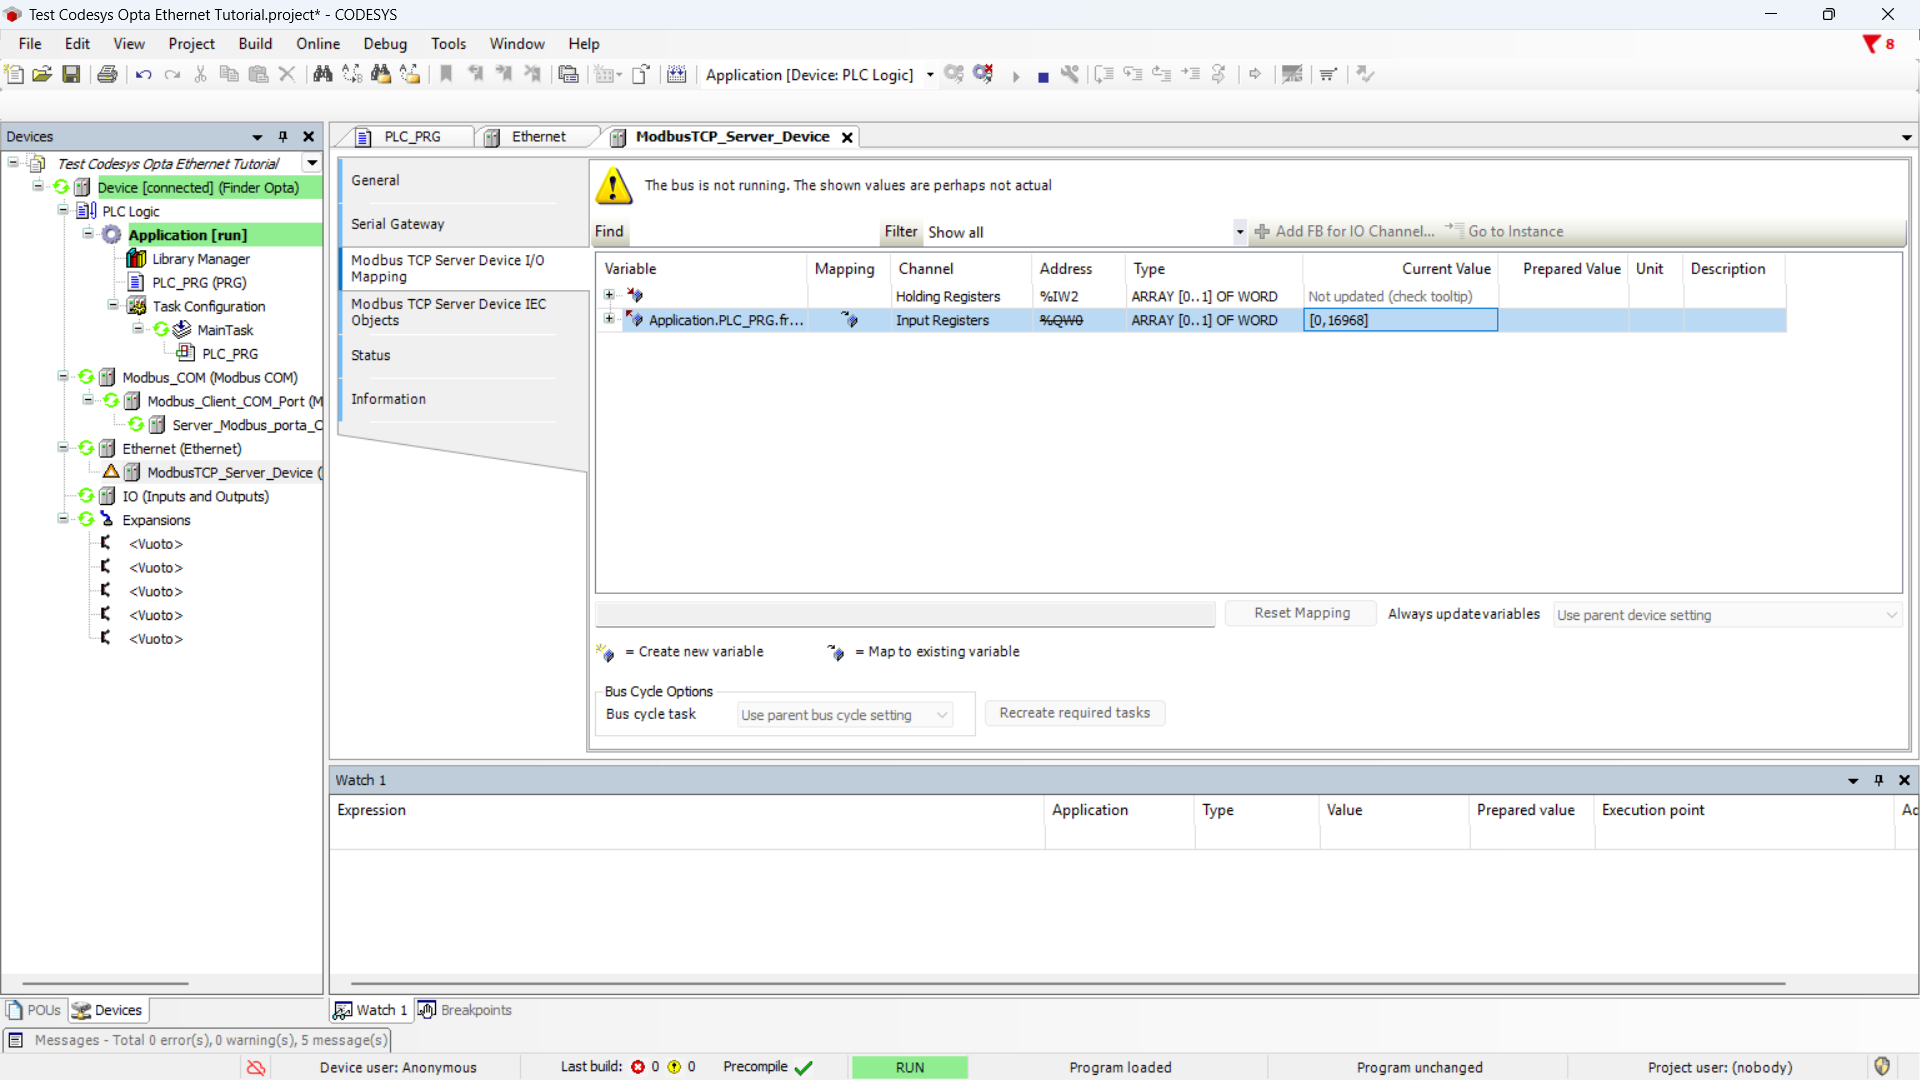 Test Codesys Opta Ethernet Tutorial.project* - CODESYS
File Edit View Project Build Online Debug Tools Window Help
8
Application [Device: PLC Logic]
Devices
Test Codesys Opta Ethernet Tutorial
Device [connected] (Finder Opta)
PLC Logic
Application [run]
Library Manager
PLC_PRG (PRG)
Task Configuration
MainTask
PLC_PRG
Modbus_COM (Modbus COM)
Modbus_Client_COM_Port (M
Server_Modbus_porta_C
Ethernet (Ethernet)
ModbusTCP_Server_Device (
IO (Inputs and Outputs)
Expansions
<Vuoto>
<Vuoto>
<Vuoto>
<Vuoto>
<Vuoto>
POUs Devices
PLC_PRG Ethernet ModbusTCP_Server_Device
General
Serial Gateway
Modbus TCP Server Device I/O
Mapping
Modbus TCP Server Device IEC
Objects
Status
Information
The bus is not running. The shown values are perhaps not actual
Find Filter Show all Add FB for IO Channel... Go to Instance
Variable Mapping Channel Address Type Current Value Prepared Value Unit Description
Holding Registers %IW2 ARRAY [0..1] OF WORD Not updated (check tooltip)
Application.PLC_PRG.fr... Input Registers %QW0 ARRAY [0..1] OF WORD [0,16968]
Reset Mapping Always update variables Use parent device setting
= Create new variable = Map to existing variable
Bus Cycle Options
Bus cycle task Use parent bus cycle setting Recreate required tasks
Watch 1
Expression Application Type Value Prepared value Execution point Ad
Watch 1 Breakpoints
Messages - Total 0 error(s), 0 warning(s), 5 message(s)
Device user: Anonymous Last build: 0 0 Precompile RUN Program loaded Program unchanged Project user: (nobody)